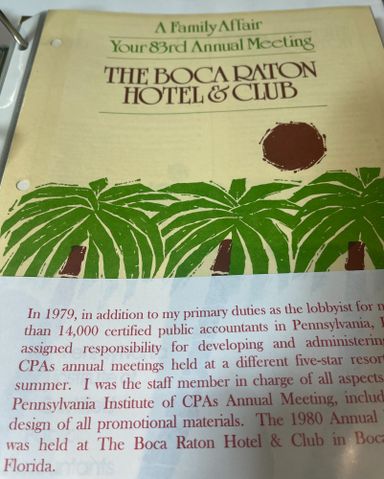 A Family Affair
Your 83rd Annual Meeting
THE BOCA RATON
HOTEL & CLUB
In 1979, in addition to my primary duties as the lobbyist for
than 14,000 certified public accountants in Pennsylvania,
assigned responsibility for developing and
CPAs annual meetings held at a different five-star
summer. I was the staff member in charge of all aspects
Pennsylvania Institute of CPAs Annual Meeting,
design of all promotional materials. The 1980 Annual
was held at The Boca Raton Hotel & Club in
Florida.